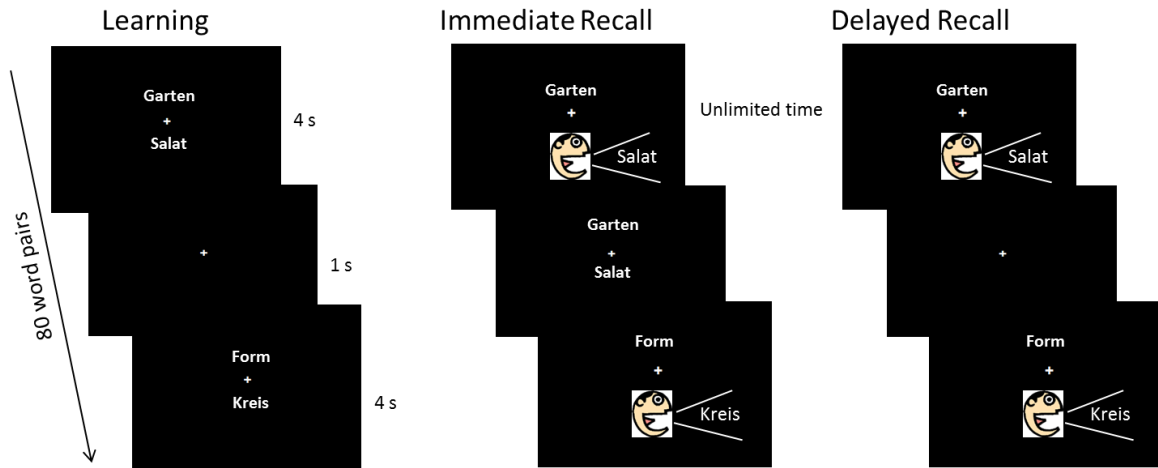 Learning
Garten
+
Salat
4 s
+
1 s
Form
+
Kreis
4 s
80 word pairs
Immediate Recall
Garten
+
Salat
Unlimited time
Garten
+
Salat
Form
+
Kreis
Delayed Recall
Garten
+
Salat
+
Form
+
Kreis